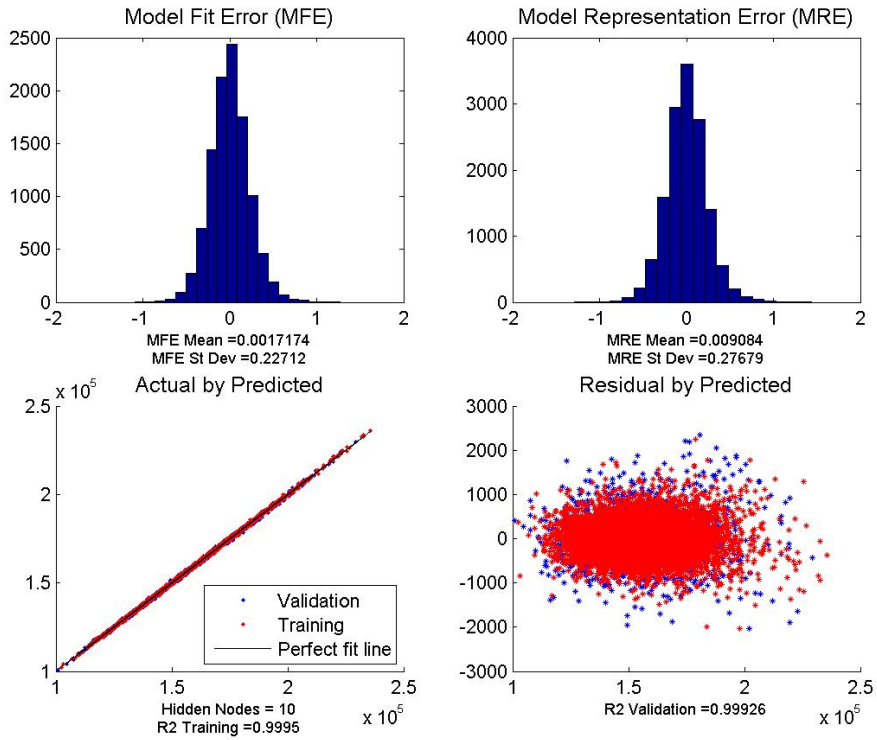 Model Fit Error (MFE)
2500
2000
1500
1000
500
0
-2
-1
0
1
2
MFE Mean =0.0017174
MFE St Dev =0.22712
Model Representation Error (MRE)
4000
3000
2000
1000
0
-2
-1
0
1
2
MRE Mean =0.009084
MRE St Dev =0.27679
x 10^5
Actual by Predicted
2.5
2
1.5
1
1
1.5
2
2.5
x 10^5
Validation
Training
Perfect fit line
Hidden Nodes = 10
R2 Training =0.9995
Residual by Predicted
3000
2000
1000
0
-1000
-2000
-3000
1
1.5
2
2.5
x 10^5
R2 Validation =0.99926